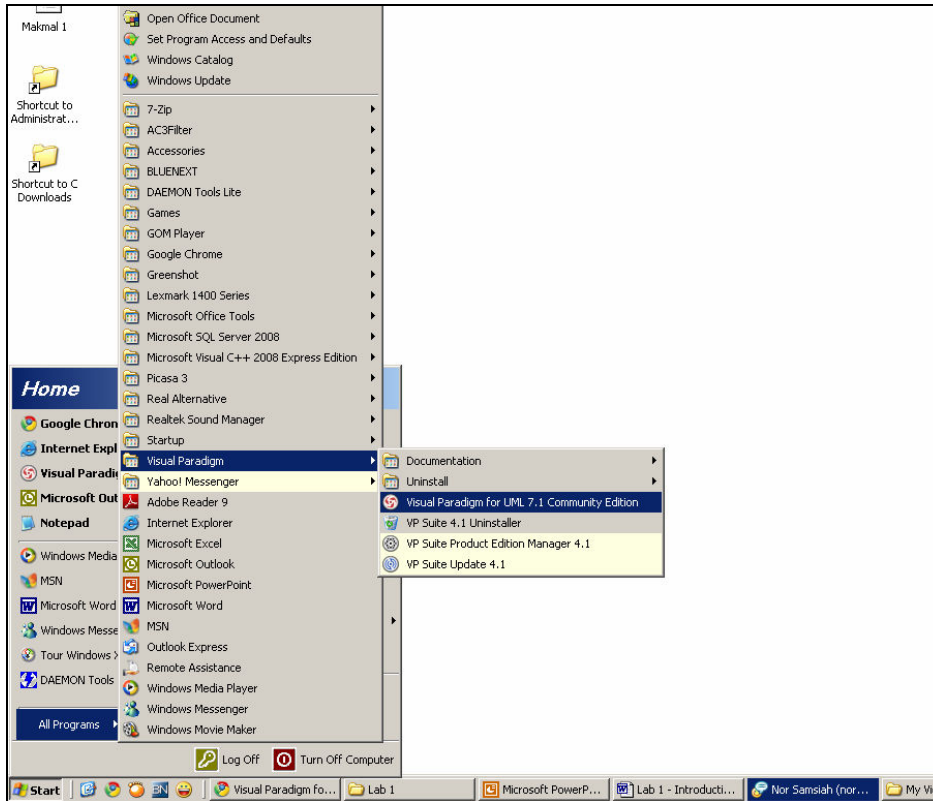 Makmal 1
Shortcut to
Administrat...
Shortcut to C
Downloads
Open Office Document
Set Program Access and Defaults
Windows Catalog
Windows Update
7-Zip
AC3Filter
Accessories
BLUENEXT
DAEMON Tools Lite
Games
GOM Player
Google Chrome
Greenshot
Lexmark 1400 Series
Microsoft Office Tools
Microsoft SQL Server 2008
Microsoft Visual C++ 2008 Express Edition
Picasa 3
Real Alternative
Realtek Sound Manager
Startup
Visual Paradigm
Yahoo! Messenger
Adobe Reader 9
Internet Explorer
Microsoft Excel
Microsoft Outlook
Microsoft PowerPoint
Microsoft Word
MSN
Outlook Express
Remote Assistance
Windows Media Player
Windows Messenger
Windows Movie Maker
Documentation
Uninstall
Visual Paradigm for UML 7.1 Community Edition
VP Suite 4.1 Uninstaller
VP Suite Product Edition Manager 4.1
VP Suite Update 4.1
Home
Google Chron
Internet Expl
Visual Paradi
Microsoft Out
Notepad
Windows Media
MSN
Microsoft Word
Windows Messe
Tour Windows X
DAEMON Tools
All Programs
Log Off
Turn Off Computer
Start
BN
Visual Paradigm fo...
Lab 1
Microsoft PowerP...
Lab 1 - Introducti...
Nor Samsiah (nor...
My Vi